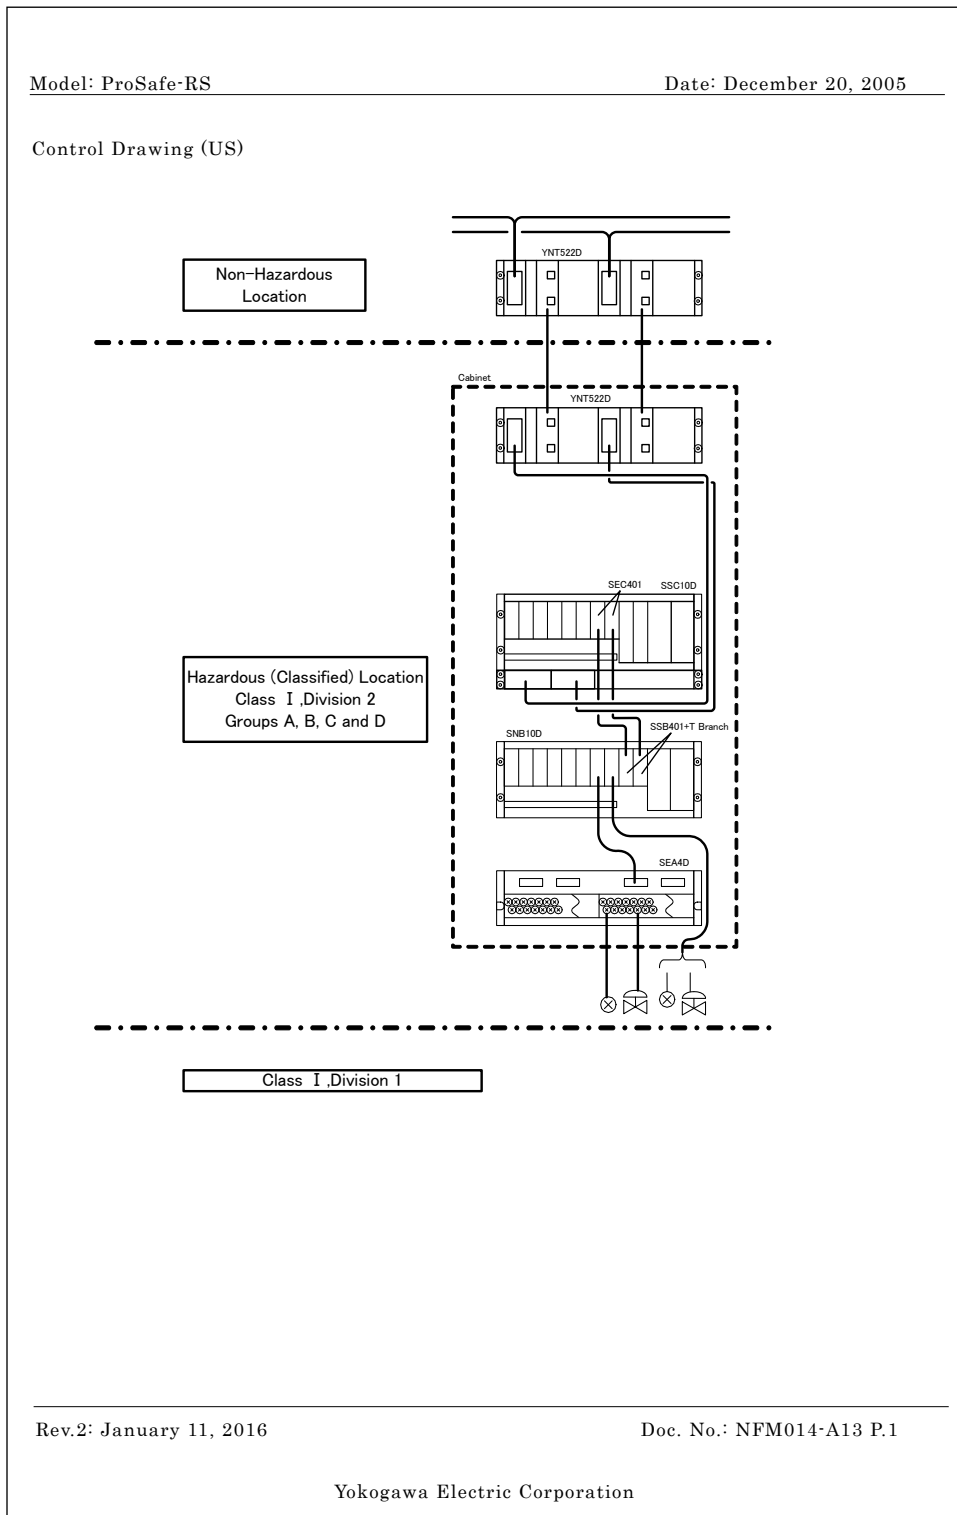 Model: ProSafe-RS
Date: December 20, 2005
Control Drawing (US)
YNT522D
Non-Hazardous
Location
Cabinet
YNT522D
SEC401
SSC10D
Hazardous (Classified) Location
Class Ⅰ,Division 2
Groups A, B, C and D
SNB10D
SSB401+T Branch
SEA4D
Class Ⅰ,Division 1
Rev.2: January 11, 2016
Doc. No.: NFM014-A13 P.1
Yokogawa Electric Corporation